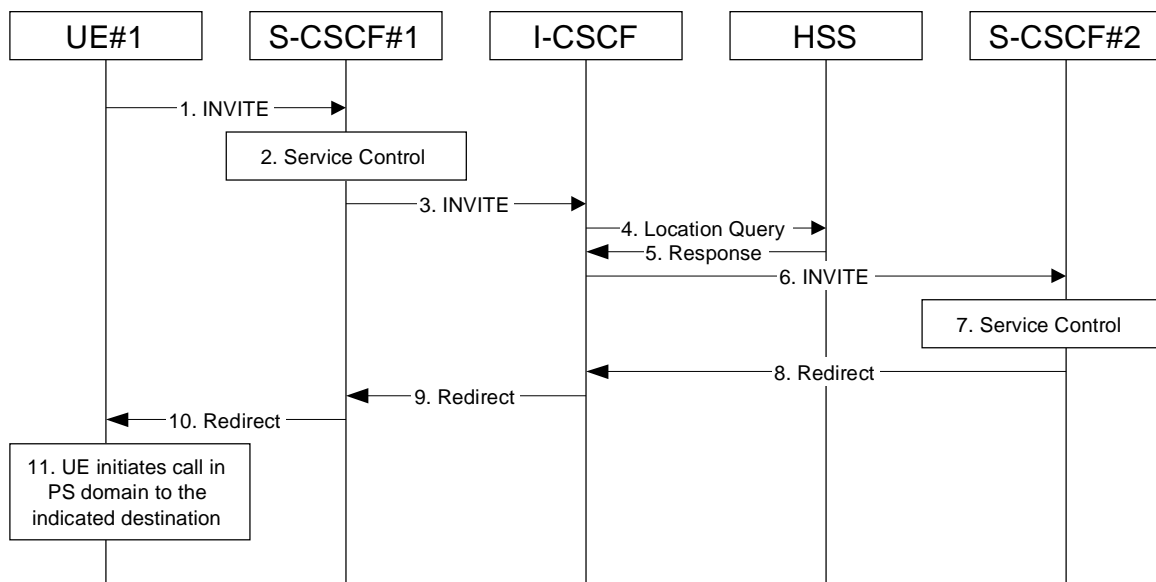 UE#1
S-CSCF#1
I-CSCF
HSS
S-CSCF#2
1. INVITE
2. Service Control
3. INVITE
4. Location Query
5. Response
6. INVITE
7. Service Control
8. Redirect
9. Redirect
10. Redirect
11. UE initiates call in
PS domain to the
indicated destination